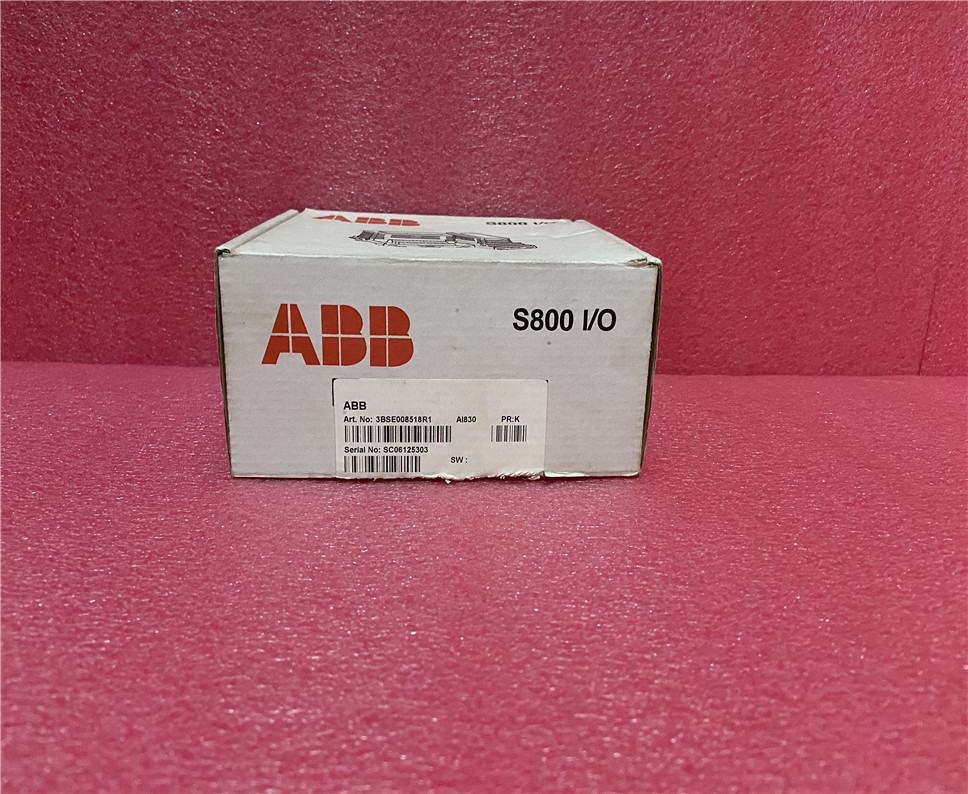 ABB S800 I/O
ABB S800 I/O
ABB
Art. No: 3BSE008518R1 AI830 PR:K
Serial No: SC06125303
SW :